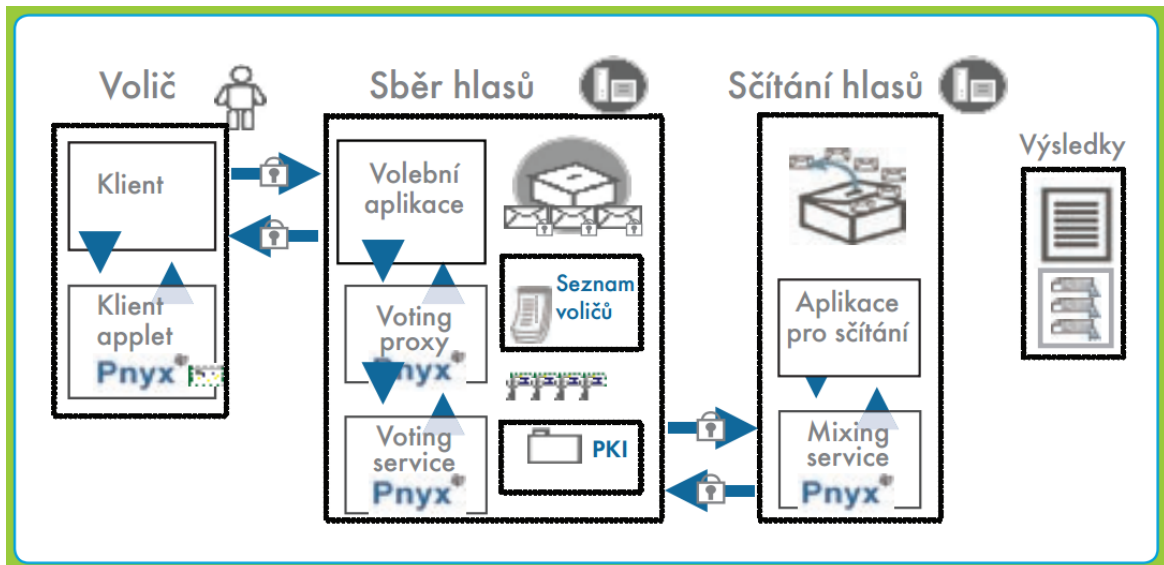 Volič
Klient
Klient
applet
Pnyx
Sběr hlasů
Volební
aplikace
Voting
proxy
Pnyx
Voting
service
Pnyx
Seznam
voličů
PKI
Sčítání hlasů
Aplikace
pro sčítání
Mixing
service
Pnyx
Výsledky